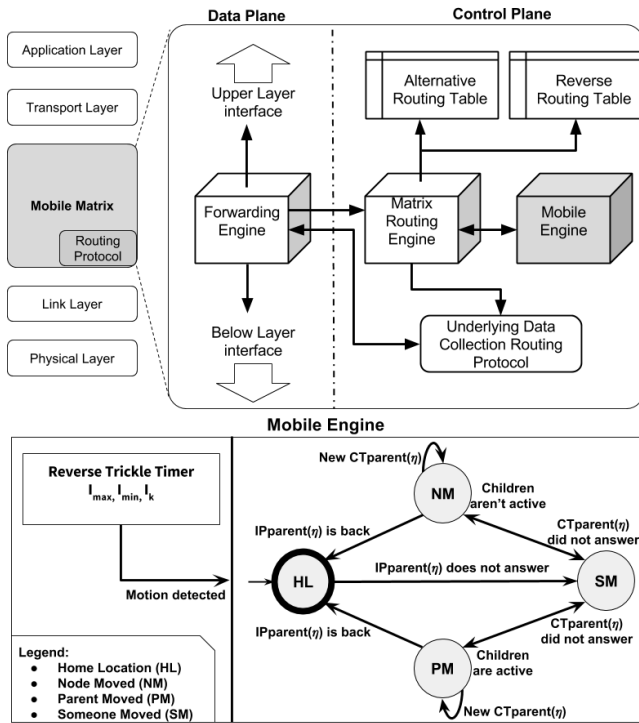 Data Plane
Control Plane
Application Layer
Transport Layer
Mobile Matrix
Routing
Protocol
Link Layer
Physical Layer
Upper Layer
interface
Forwarding
Engine
Below Layer
interface
Alternative
Routing Table
Reverse
Routing Table
Matrix
Routing
Engine
Mobile
Engine
Underlying Data
Collection Routing
Protocol
Mobile Engine
Reverse Trickle Timer
Imax, Imin, Ik
Motion detected
Legend:
● Home Location (HL)
● Node Moved (NM)
● Parent Moved (PM)
● Someone Moved (SM)
New CTparent(η)
NM
Children
aren't active
IPparent(η) is back
CTparent(η)
did not answer
HL
IPparent(η) does not answer
SM
IPparent(η) is back
CTparent(η)
did not answer
PM
Children
are active
New CTparent(η)